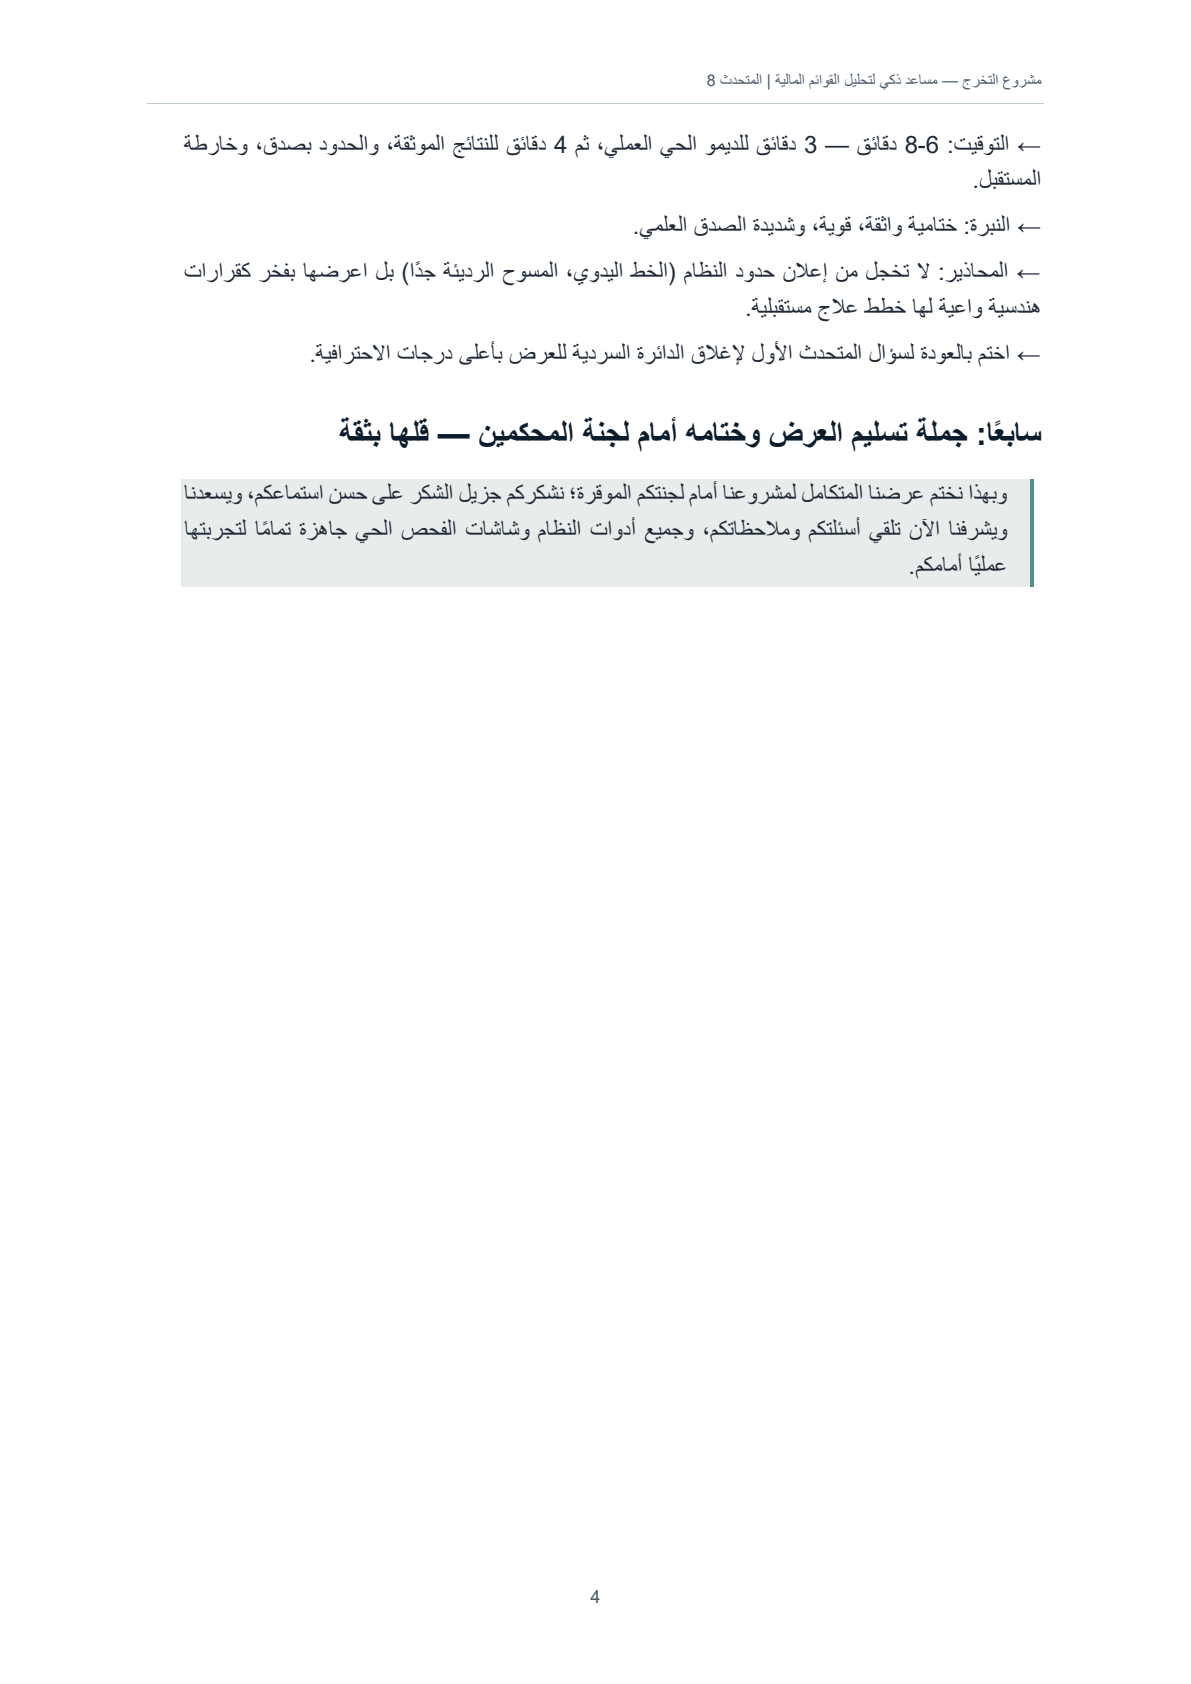 مشروع التخرج — مساعد ذكي لتحليل القوائم المالية | المتحدث 8
← التوقيت: 6-8 دقائق — 3 دقائق للديمو الحي العملي، ثم 4 دقائق للنتائج الموثقة، والحدود بصدق، وخارطة
المستقبل.
← النبرة: ختامية واثقة، قوية، وشديدة الصدق العلمي.
← المحاذير: لا تخجل من إعلان حدود النظام (الخط اليدوي، المسوح الرديئة جدًا) بل اعرضها بفخر كقرارات
هندسية واعية لها خطط علاج مستقبلية.
← اختم بالعودة لسؤال المتحدث الأول لإغلاق الدائرة السردية للعرض بأعلى درجات الاحترافية.
سابعًا: جملة تسليم العرض وختامه أمام لجنة المحكمين — قلها بثقة
وبهذا نختم عرضنا المتكامل لمشروعنا أمام لجنتكم الموقرة؛ نشكركم جزيل الشكر على حسن استماعكم، ويسعدنا
ويشرفنا الآن تلقي أسئلتكم وملاحظاتكم، وجميع أدوات النظام وشاشات الفحص الحي جاهزة تمامًا لتجربتها
عمليًا أمامكم.
4